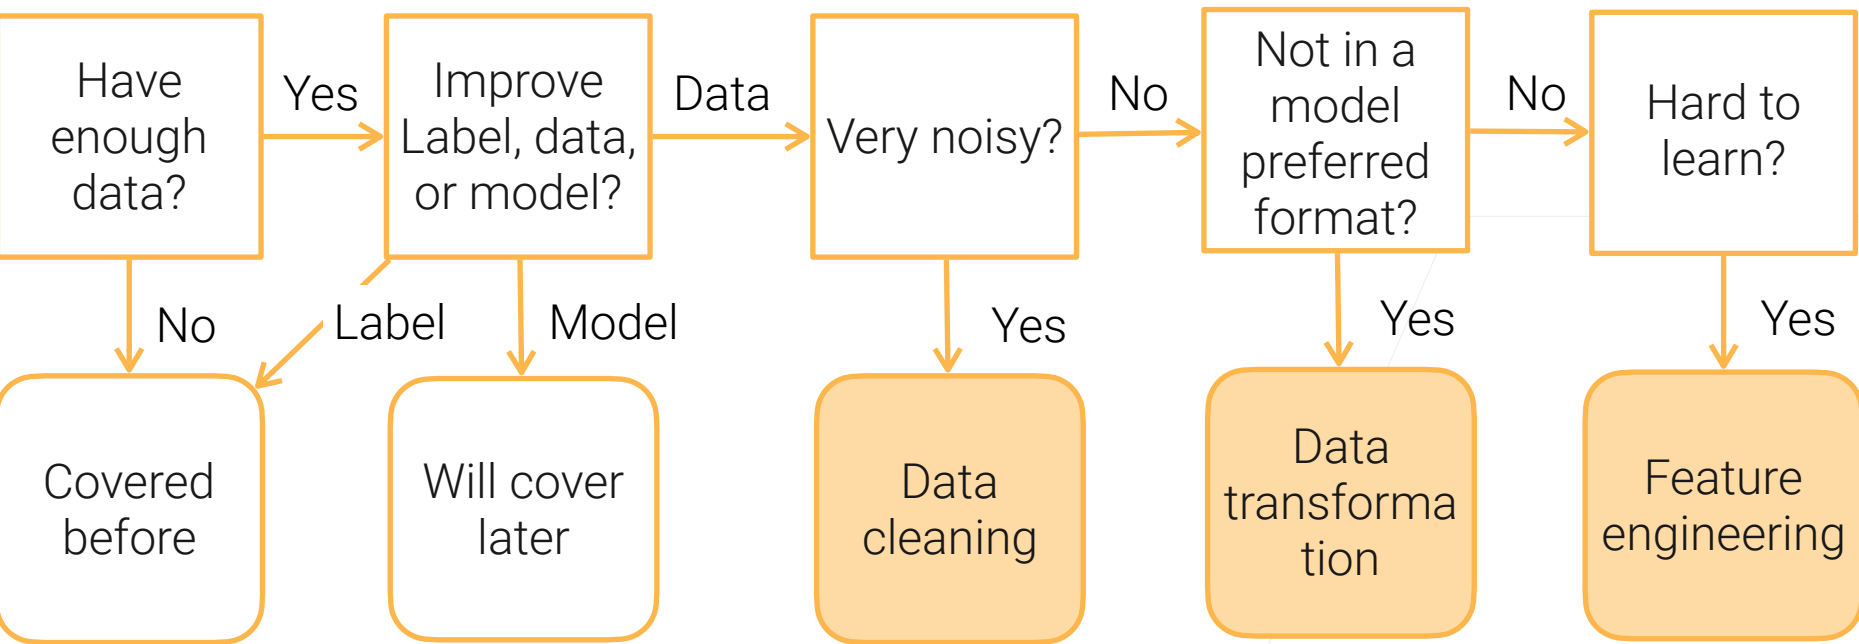 Have
enough
data?
Yes
Improve
Label, data,
or model?
Data
Very noisy?
No
Not in a
model
preferred
format?
No
Hard to
learn?
No
Label
Model
Yes
Yes
Yes
Covered
before
Will cover
later
Data
cleaning
Data
transforma
tion
Feature
engineering